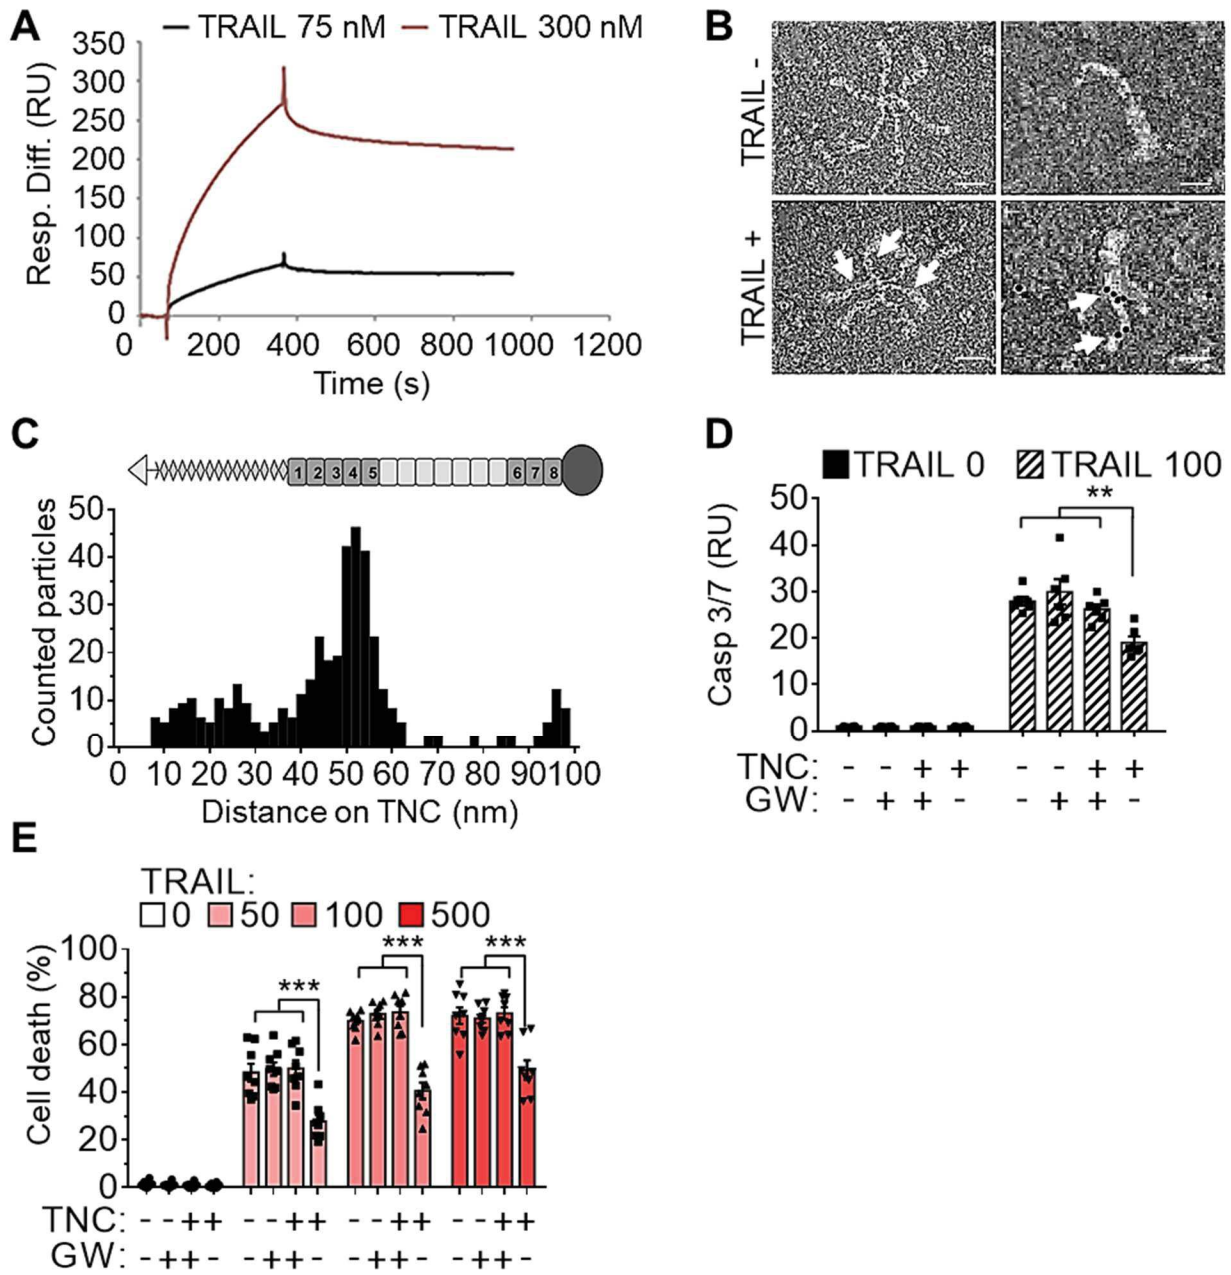 A
TRAIL 75 nM TRAIL 300 nM
350
300
250
200
150
100
50
0
Resp. Diff. (RU)
0 200 400 600 800 1000 1200
Time (s)
B
TRAIL -
*
TRAIL +
C
1 2 3 4 5 6 7 8
50
40
30
20
10
0
Counted particles
0 10 20 30 40 50 60 70 80 90 100
Distance on TNC (nm)
D
TRAIL 0 TRAIL 100
**
50
40
30
20
10
0
Casp 3/7 (RU)
TNC: - - + + - - + +
GW: - + + - - + + -
E
TRAIL:
0 50 100 500
*** *** ***
100
80
60
40
20
0
Cell death (%)
TNC: - - + + - - + + - - + + - - + +
GW: - + + - - + + - - + + - - + + -